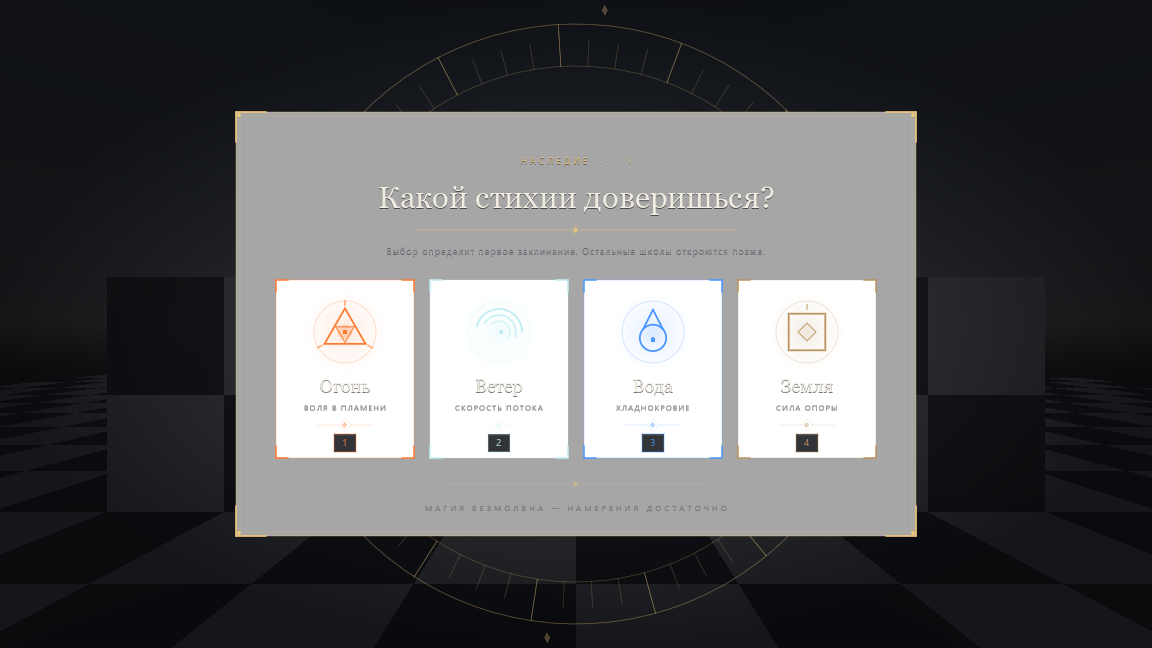 НАСЛЕДИЕ · I
Какой стихии доверишься?
Выбор определит первое заклинание. Остальные школы откроются позже.
Огонь
ВОЛЯ В ПЛАМЕНИ
1
Ветер
СКОРОСТЬ ПОТОКА
2
Вода
ХЛАДНОКРОВИЕ
3
Земля
СИЛА ОПОРЫ
4
МАГИЯ БЕЗМОЛВНА — НАМЕРЕНИЯ ДОСТАТОЧНО